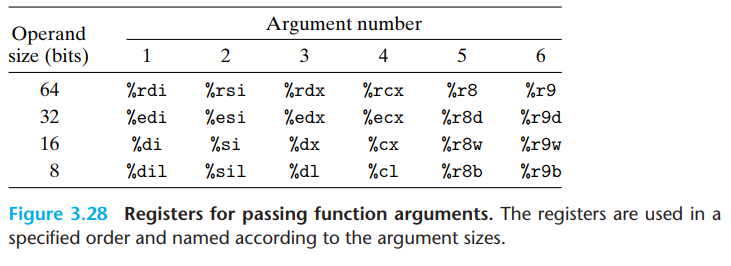 Operand Argument number
size (bits) 1 2 3 4 5 6
64 %rdi %rsi %rdx %rcx %r8 %r9
32 %edi %esi %edx %ecx %r8d %r9d
16 %di %si %dx %cx %r8w %r9w
8 %dil %sil %dl %cl %r8b %r9b
Figure 3.28 Registers for passing function arguments. The registers are used in a
specified order and named according to the argument sizes.